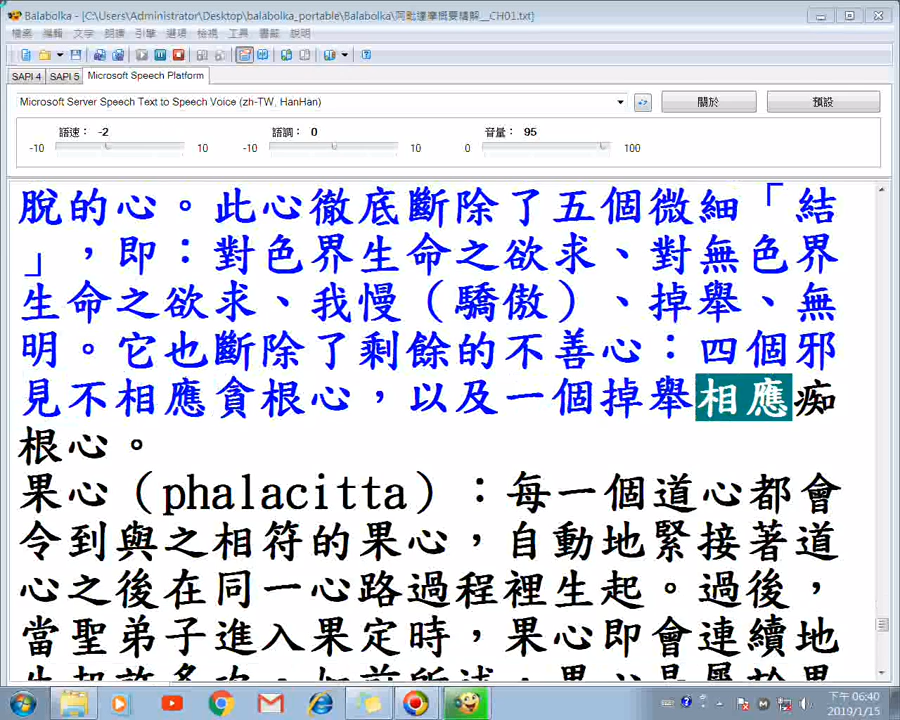 Balabolka - [C:\Users\Administrator\Desktop\balabolka_portable\Balabolka\阿毗達摩概要精解__CH01.txt]
檔案 編輯 文字 朗讀 引擎 選項 檢視 工具 書籤 說明
SAPI 4 SAPI 5 Microsoft Speech Platform
Microsoft Server Speech Text to Speech Voice (zh-TW, HanHan) 關於 預設
語速： -2 語調： 0 音量： 95
-10 10 -10 10 0 100
脫的心。此心徹底斷除了五個微細「結
」，即：對色界生命之欲求、對無色界
生命之欲求、我慢（驕傲）、掉舉、無
明。它也斷除了剩餘的不善心：四個邪
見不相應貪根心，以及一個掉舉相應痴
根心。
果心（phalacitta）：每一個道心都會
令到與之相符的果心，自動地緊接著道
心之後在同一心路過程裡生起。過後，
當聖弟子進入果定時，果心即會連續地
下午 06:40
2019/1/15